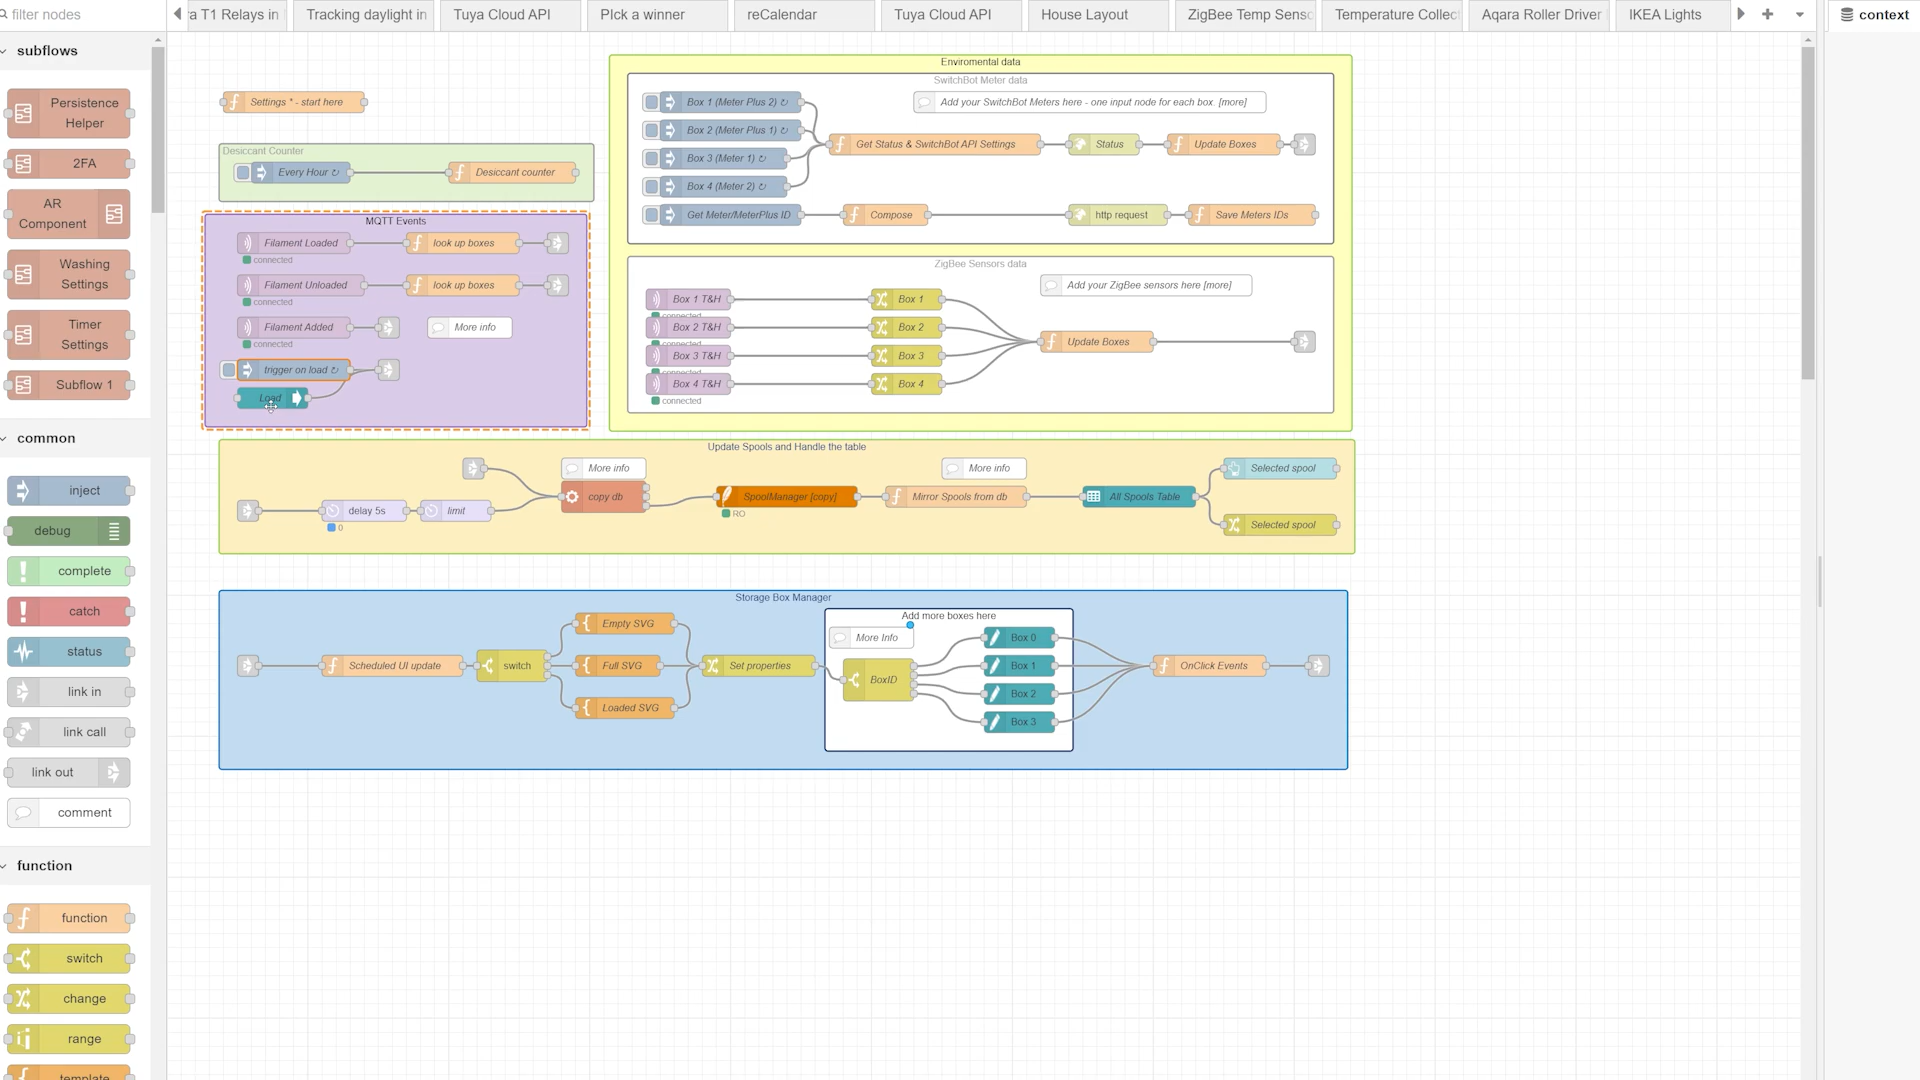 filter nodes
ra T1 Relays in
Tracking daylight in
Tuya Cloud API
PIck a winner
reCalendar
Tuya Cloud API
House Layout
ZigBee Temp Senso
Temperature Collec
Aqara Roller Driver
IKEA Lights
context
subflows
Persistence
Helper
2FA
AR
Component
Washing
Settings
Timer
Settings
Subflow 1
common
inject
debug
complete
catch
status
link in
link call
link out
comment
function
function
switch
change
range
template
Settings * - start here
Desiccant Counter
Every Hour ↻
Desiccant counter
MQTT Events
Filament Loaded
look up boxes
connected
Filament Unloaded
look up boxes
connected
Filament Added
More info
connected
trigger on load ↻
Load
Enviromental data
SwitchBot Meter data
Box 1 (Meter Plus 2) ↻
Add your SwitchBot Meters here - one input node for each box. [more]
Box 2 (Meter Plus 1) ↻
Get Status & SwitchBot API Settings
Status
Update Boxes
Box 3 (Meter 1) ↻
Box 4 (Meter 2) ↻
Get Meter/MeterPlus ID
Compose
http request
Save Meters IDs
ZigBee Sensors data
Add your ZigBee sensors here [more]
Box 1 T&H
Box 1
connected
Box 2 T&H
Box 2
connected
Update Boxes
Box 3 T&H
Box 3
connected
Box 4 T&H
Box 4
connected
Update Spools and Handle the table
More info
More info
Selected spool
copy db
SpoolManager [copy]
Mirror Spools from db
All Spools Table
delay 5s
limit
RO
0
Selected spool
Storage Box Manager
Add more boxes here
Empty SVG
More Info
Box 0
Scheduled UI update
switch
Full SVG
Set properties
BoxID
Box 1
OnClick Events
Box 2
Loaded SVG
Box 3